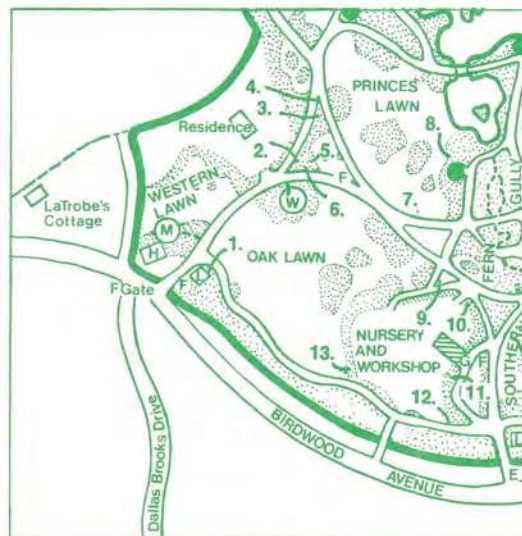 PRINCES
LAWN
4.
3.
Residence
8.
2.
5.
F
WESTERN
LAWN
LaTrobe's
Cottage
M
W
6.
7.
GULLY
H
1.
OAK LAWN
FERN
F
F Gate
9.
10.
NURSERY
AND
WORKSHOP
G F
13.
12.
11.
SOUTHER
Dallas Brooks Drive
BIRDWOOD
AVENUE
E